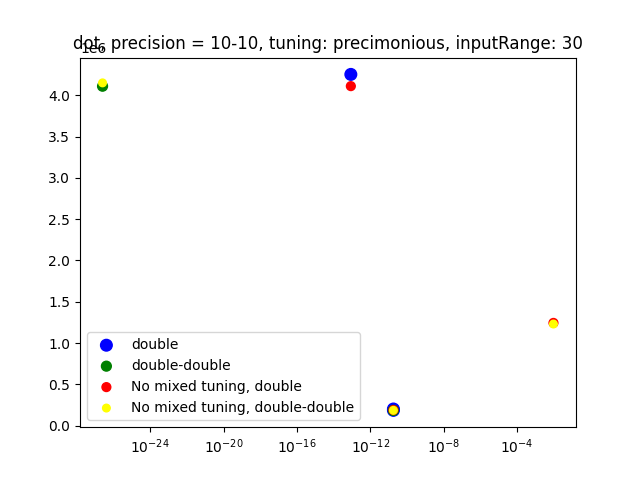 dot, precision = 10-10, tuning: precimonious, inputRange: 30
1e6
4.0
3.5
3.0
2.5
2.0
1.5
1.0
0.5
0.0
double
double-double
No mixed tuning, double
No mixed tuning, double-double
10⁻²⁴ 10⁻²⁰ 10⁻¹⁶ 10⁻¹² 10⁻⁸ 10⁻⁴